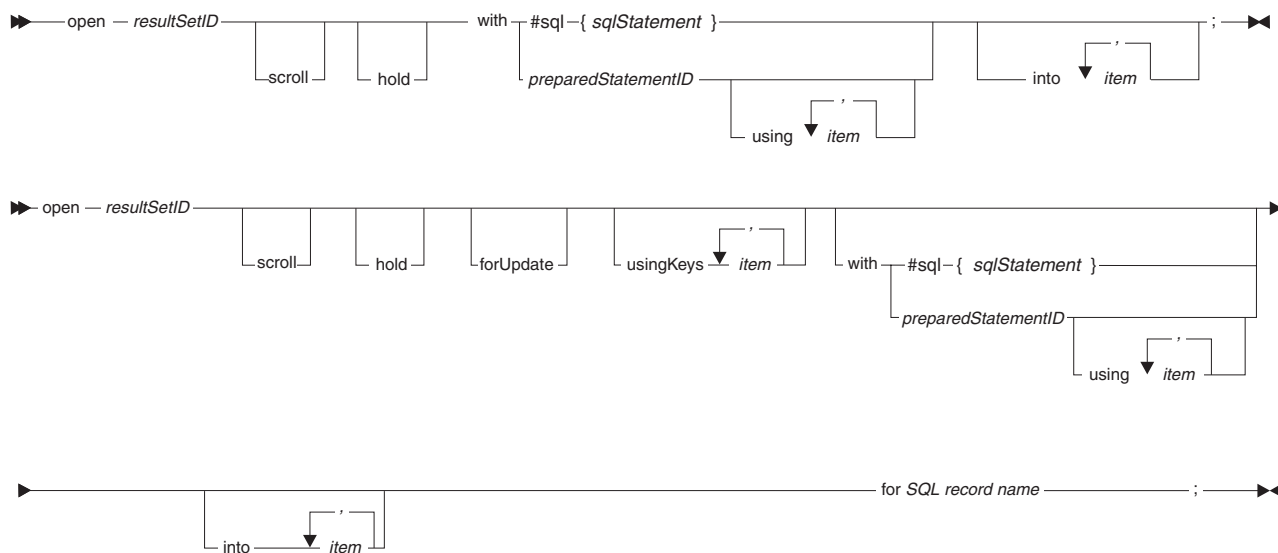 open resultSetID with #sql { sqlStatement } ;
scroll hold preparedStatementID into item ,
using item ,
open resultSetID
scroll hold forUpdate usingKeys item , with #sql { sqlStatement }
preparedStatementID
using item ,
for SQL record name ;
into item ,